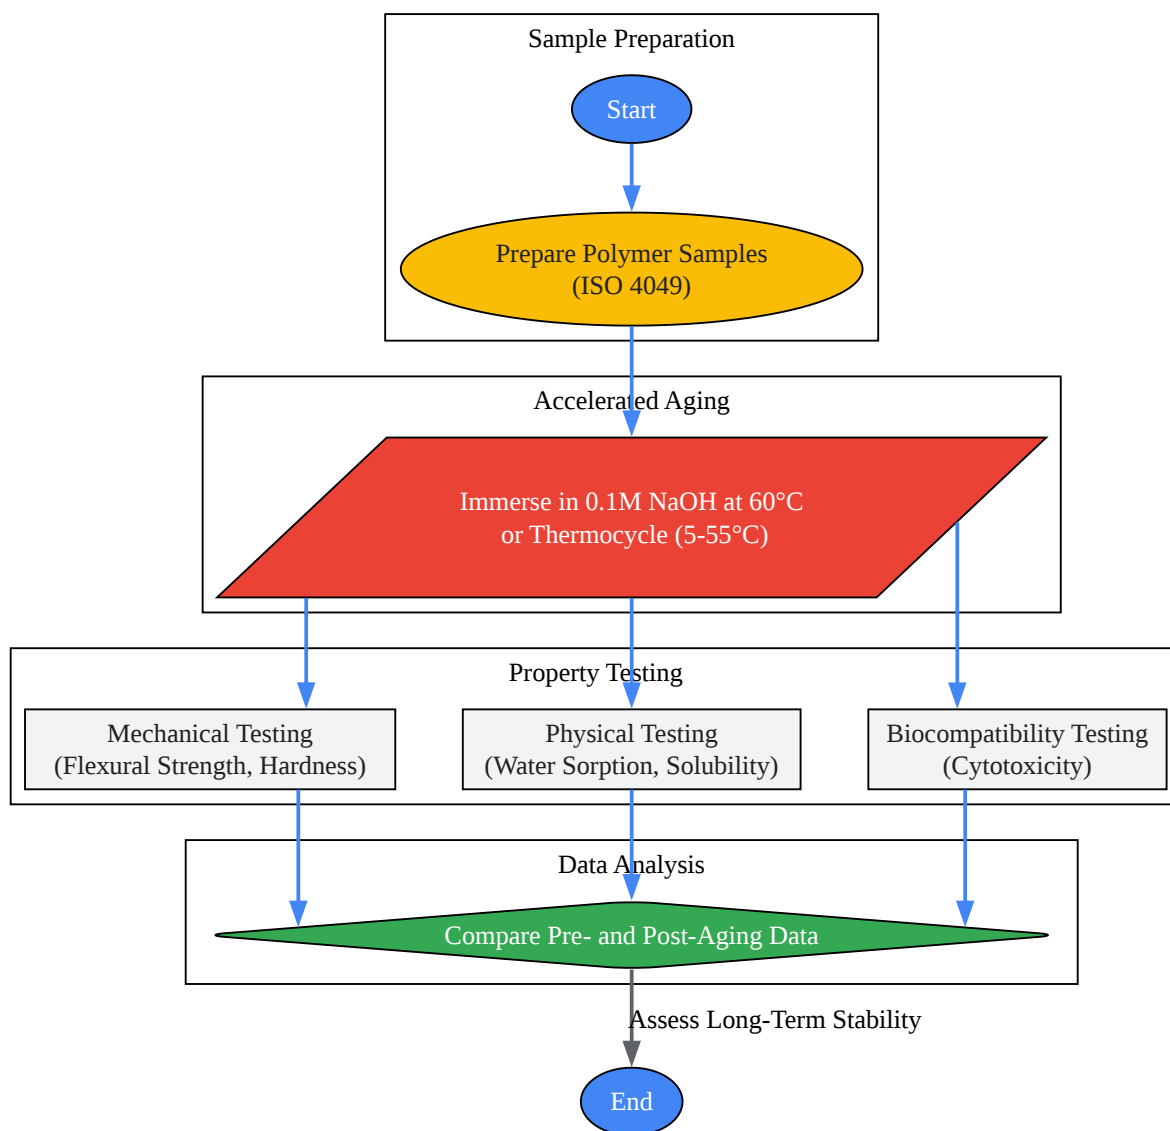 Sample Preparation
Start
Prepare Polymer Samples
(ISO 4049)
Accelerated Aging
Immerse in 0.1M NaOH at 60°C
or Thermocycle (5-55°C)
Property Testing
Mechanical Testing
(Flexural Strength, Hardness)
Physical Testing
(Water Sorption, Solubility)
Biocompatibility Testing
(Cytotoxicity)
Data Analysis
Compare Pre- and Post-Aging Data
Assess Long-Term Stability
End